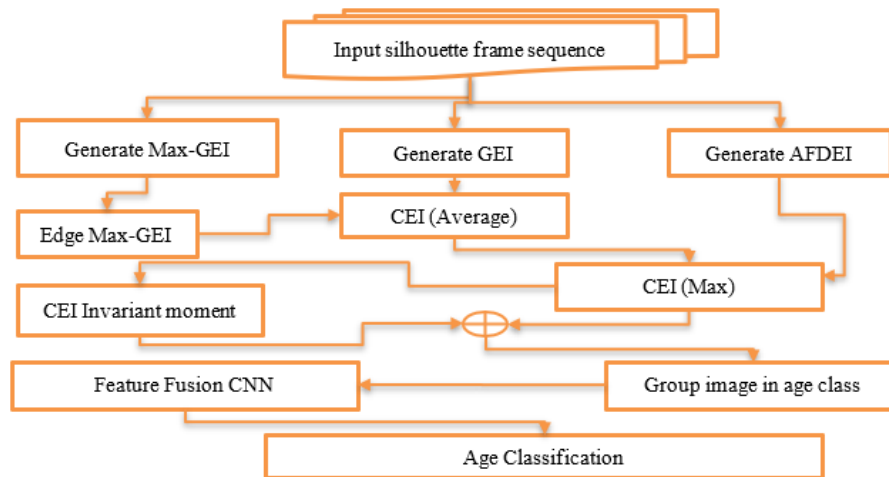 Input silhouette frame sequence
Generate Max-GEI
Generate GEI
Generate AFDEI
Edge Max-GEI
CEI (Average)
CEI (Max)
CEI Invariant moment
Feature Fusion CNN
Group image in age class
Age Classification